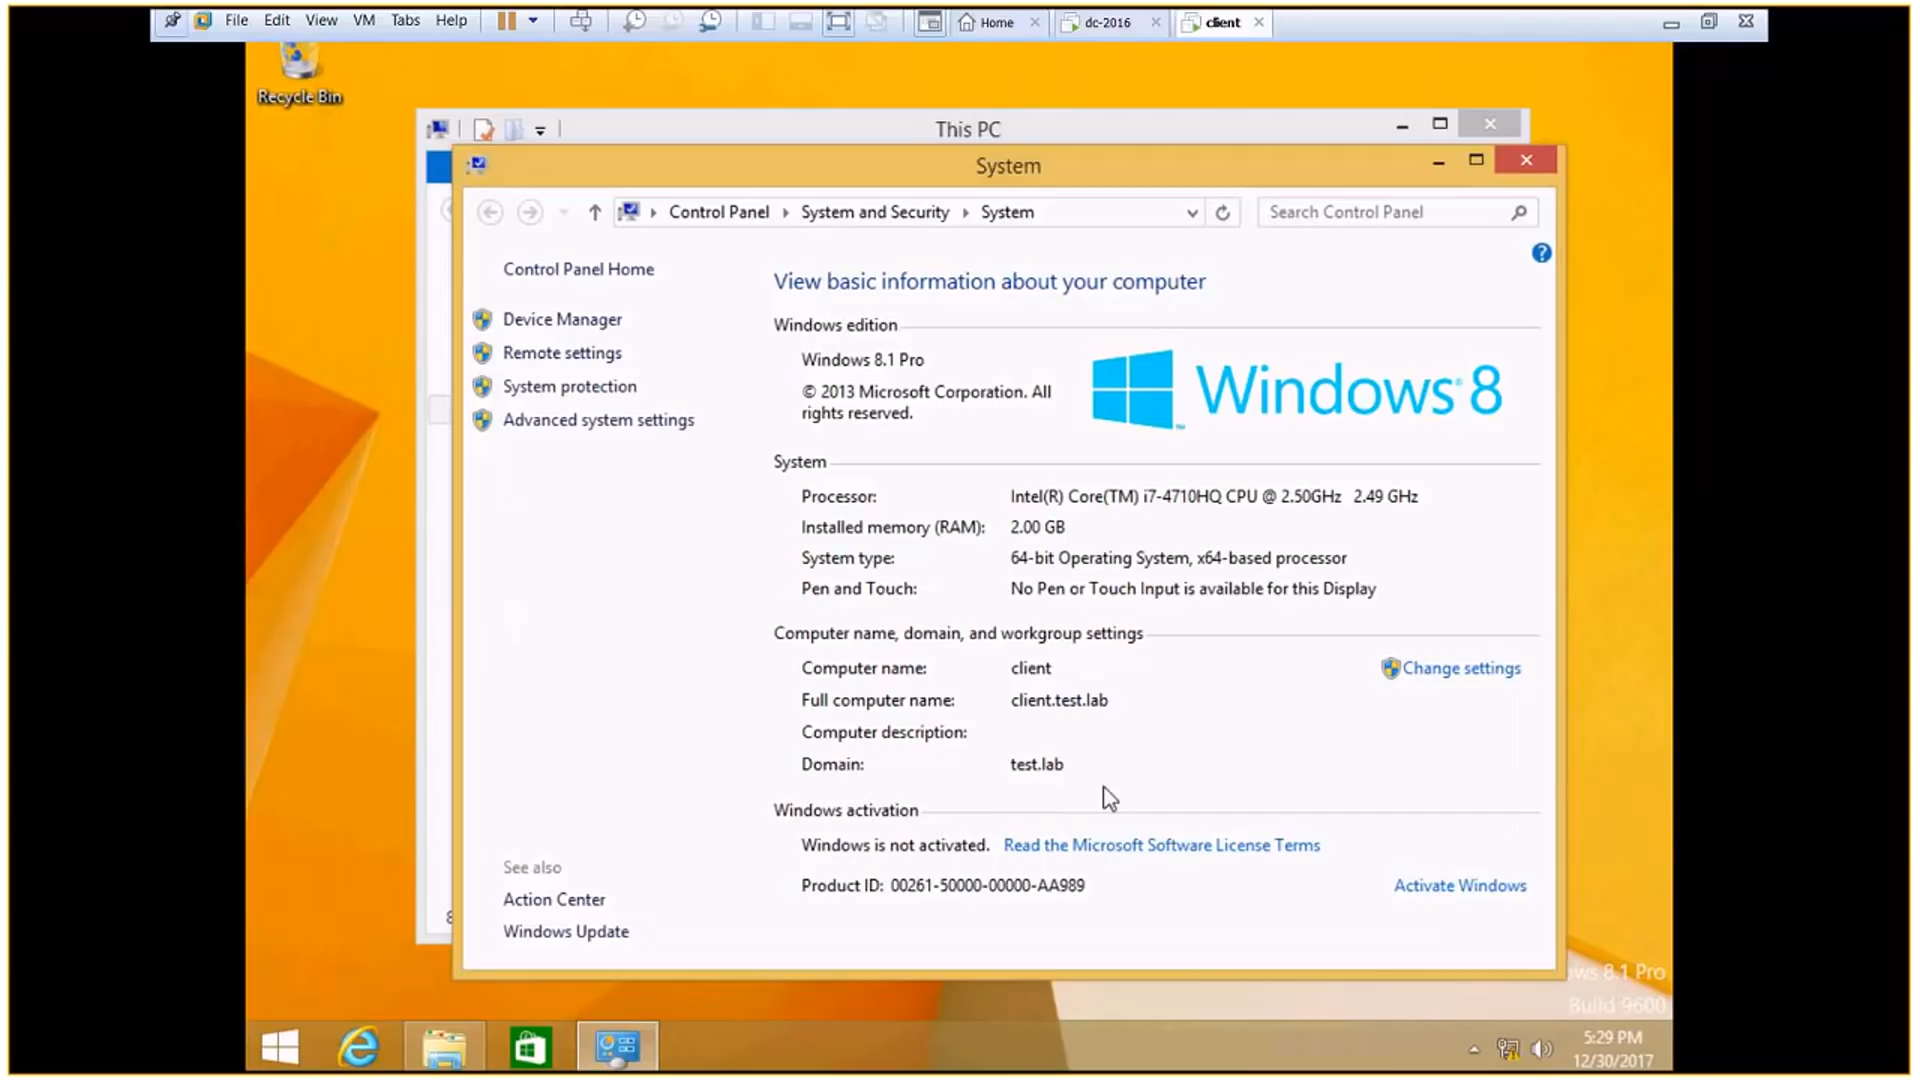 File Edit View VM Tabs Help Home dc-2016 client
Recycle Bin
This PC
System
Control Panel System and Security System
Search Control Panel
Control Panel Home
Device Manager
Remote settings
System protection
Advanced system settings
View basic information about your computer
Windows edition
Windows 8.1 Pro
© 2013 Microsoft Corporation. All
rights reserved.
Windows 8
System
Processor: Intel(R) Core(TM) i7-4710HQ CPU @ 2.50GHz 2.49 GHz
Installed memory (RAM): 2.00 GB
System type: 64-bit Operating System, x64-based processor
Pen and Touch: No Pen or Touch Input is available for this Display
Computer name, domain, and workgroup settings
Computer name: client Change settings
Full computer name: client.test.lab
Computer description:
Domain: test.lab
Windows activation
Windows is not activated. Read the Microsoft Software License Terms
Product ID: 00261-50000-00000-AA989 Activate Windows
See also
Action Center
Windows Update
8
ows 8.1 Pro
Build 9600
5:29 PM
12/30/2017